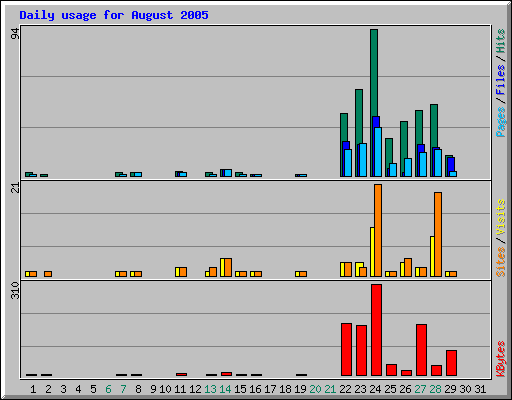 Daily usage for August 2005
94
Pages / Files / Hits
21
Sites / Visits
310
KBytes
1 2 3 4 5 6 7 8 9 10 11 12 13 14 15 16 17 18 19 20 21 22 23 24 25 26 27 28 29 30 31